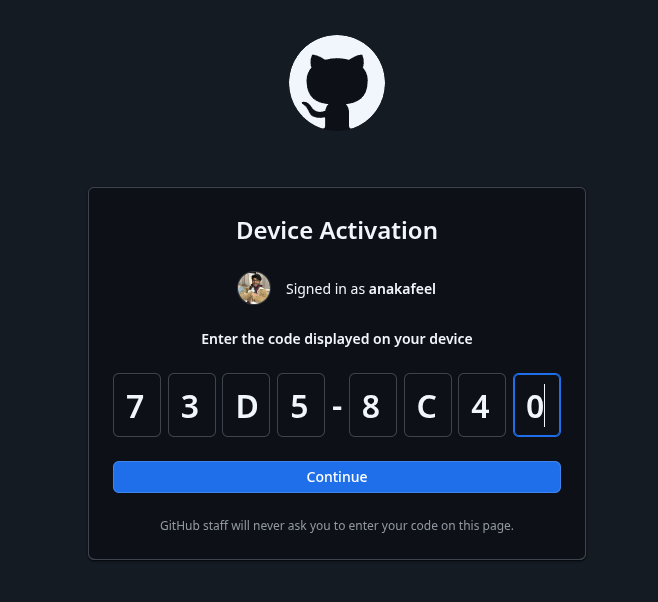 Device Activation
Signed in as anakafeel
Enter the code displayed on your device
7 3 D 5 - 8 C 4 0
Continue
GitHub staff will never ask you to enter your code on this page.